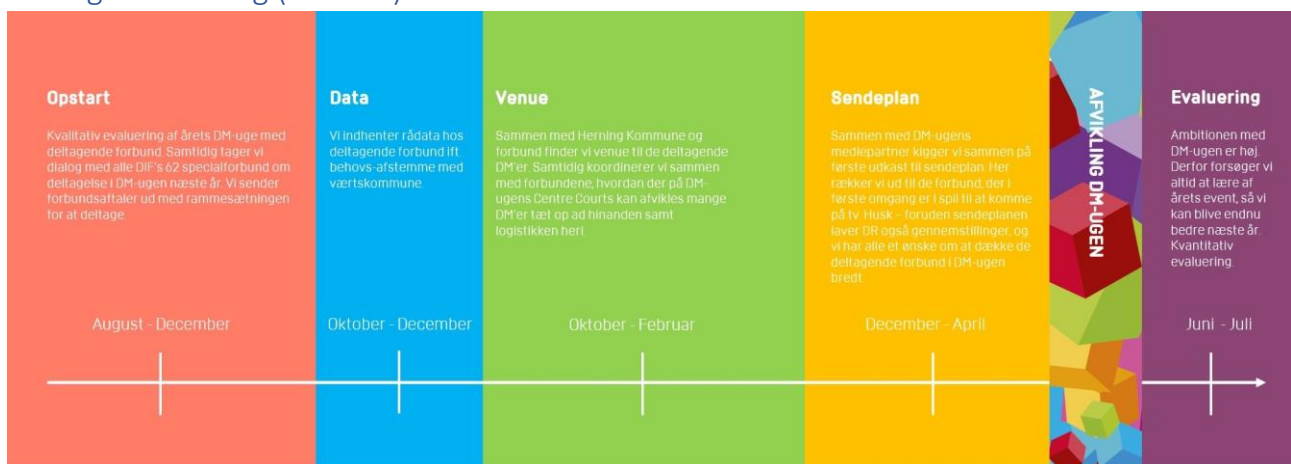 Opstart
Kvalitativ evaluering af årets DM-uge med
deltagende forbund. Samtidig tager vi
dialog med alle DIF's 62 specialforbund om
deltagelse i DM-ugen næste år. Vi sender
forbundsaftaler ud med rammesætningen
for at deltage.
August - December
Data
Vi indhenter rådata hos
deltagende forbund ift.
behovs-afstemme med
værtskommune.
Oktober - December
Venue
Sammen med Herning Kommune og
forbund finder vi venue til de deltagende
DM'er. Samtidig koordinerer vi sammen
med forbundene, hvordan der på DM-
ugens Centre Courts kan afvikles mange
DM'er tæt op ad hinanden samt
logistikken heri.
Oktober - Februar
Sendeplan
Sammen med DM-ugens
mediepartner kigger vi sammen på
første udkast til sendeplan. Her
rækker vi ud til de forbund, der i
første omgang er i spil til at komme
på tv. Husk - foruden sendeplanen
laver DR også gennemstillinger, og
vi har alle et ønske om at dække de
deltagende forbund i DM-ugen
bredt.
December - April
AFVIKLING DM-UGEN
Evaluering
Ambitionen med
DM-ugen er høj.
Derfor forsøger vi
altid at lære af
årets event, så vi
kan blive endnu
bedre næste år.
Kvantitativ
evaluering.
Juni - Juli